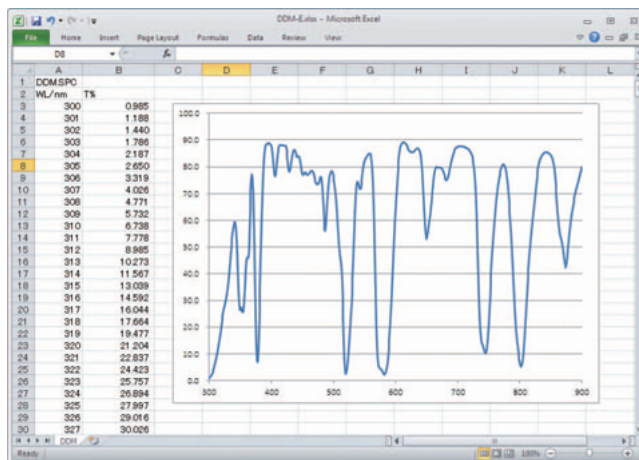 DDM-E.xlsx - Microsoft Excel
File Home Insert Page Layout Formulas Data Review View
D8 fx
A B C D E F G H I J K L
1 DDM.SPC
2 WL/nm T%
3 300 0.985
4 301 1.188
5 302 1.440
6 303 1.786
7 304 2.187
8 305 2.650
9 306 3.319
10 307 4.026
11 308 4.771
12 309 5.732
13 310 6.738
14 311 7.778
15 312 8.985
16 313 10.273
17 314 11.567
18 315 13.039
19 316 14.592
20 317 16.044
21 318 17.664
22 319 19.477
23 320 21.204
24 321 22.837
25 322 24.423
26 323 25.757
27 324 26.894
28 325 27.997
29 326 29.016
30 327 30.026
100.0
90.0
80.0
70.0
60.0
50.0
40.0
30.0
20.0
10.0
0.0
300 400 500 600 700 800 900
DDM
Ready 100%